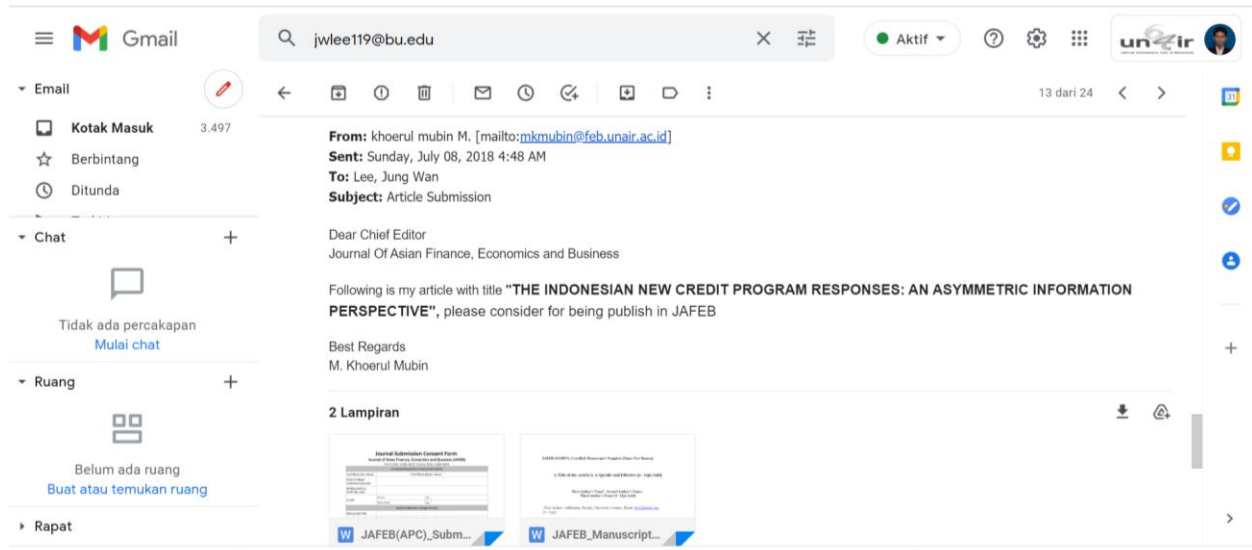 Gmail
jwlee119@bu.edu
Aktif
Email
13 dari 24
Kotak Masuk 3.497
Berbintang
Ditunda
Chat
Tidak ada percakapan
Mulai chat
Ruang
Belum ada ruang
Buat atau temukan ruang
Rapat
From: khoerul mubin M. [mailto:mkmubin@feb.unair.ac.id]
Sent: Sunday, July 08, 2018 4:48 AM
To: Lee, Jung Wan
Subject: Article Submission
Dear Chief Editor
Journal Of Asian Finance, Economics and Business
Following is my article with title "THE INDONESIAN NEW CREDIT PROGRAM RESPONSES: AN ASYMMETRIC INFORMATION
PERSPECTIVE", please consider for being publish in JAFEB
Best Regards
M. Khoerul Mubin
2 Lampiran
Journal Submission Consent Form
W JAFEB(APC)_Subm...
W JAFEB_Manuscript...
31